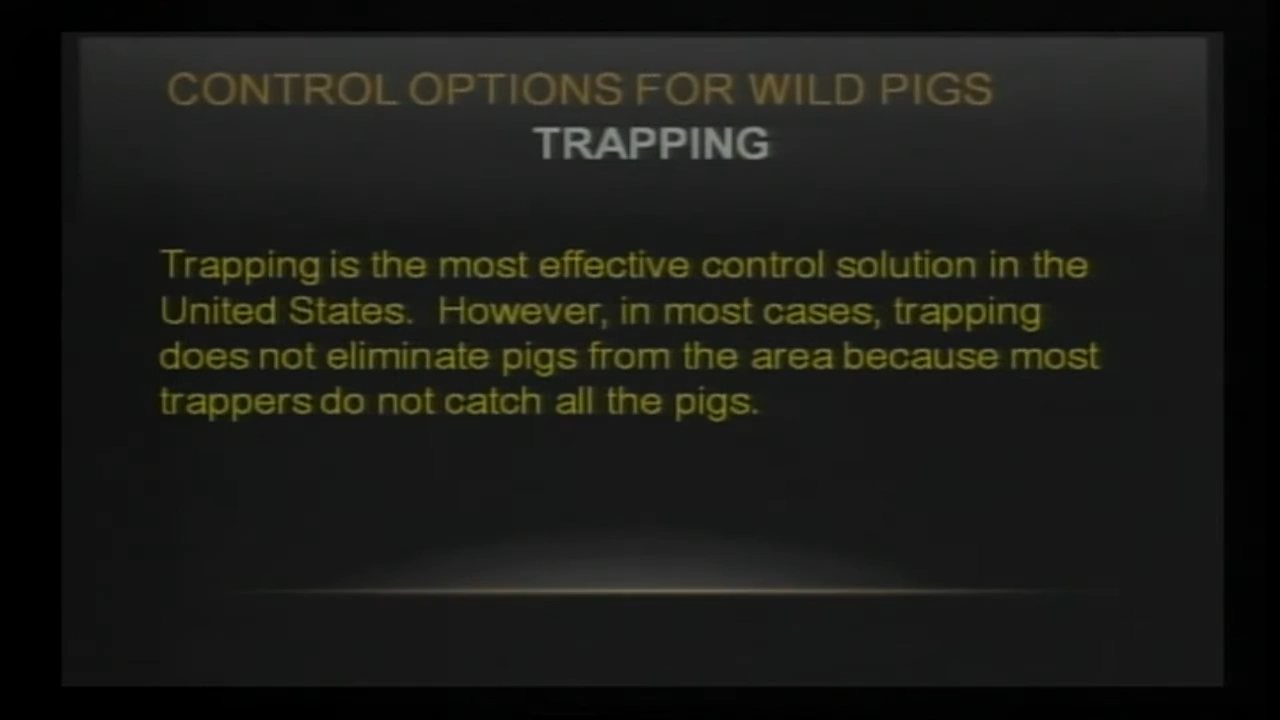 CONTROL OPTIONS FOR WILD PIGS
TRAPPING
Trapping is the most effective control solution in the
United States.  However, in most cases, trapping
does not eliminate pigs from the area because most
trappers do not catch all the pigs.